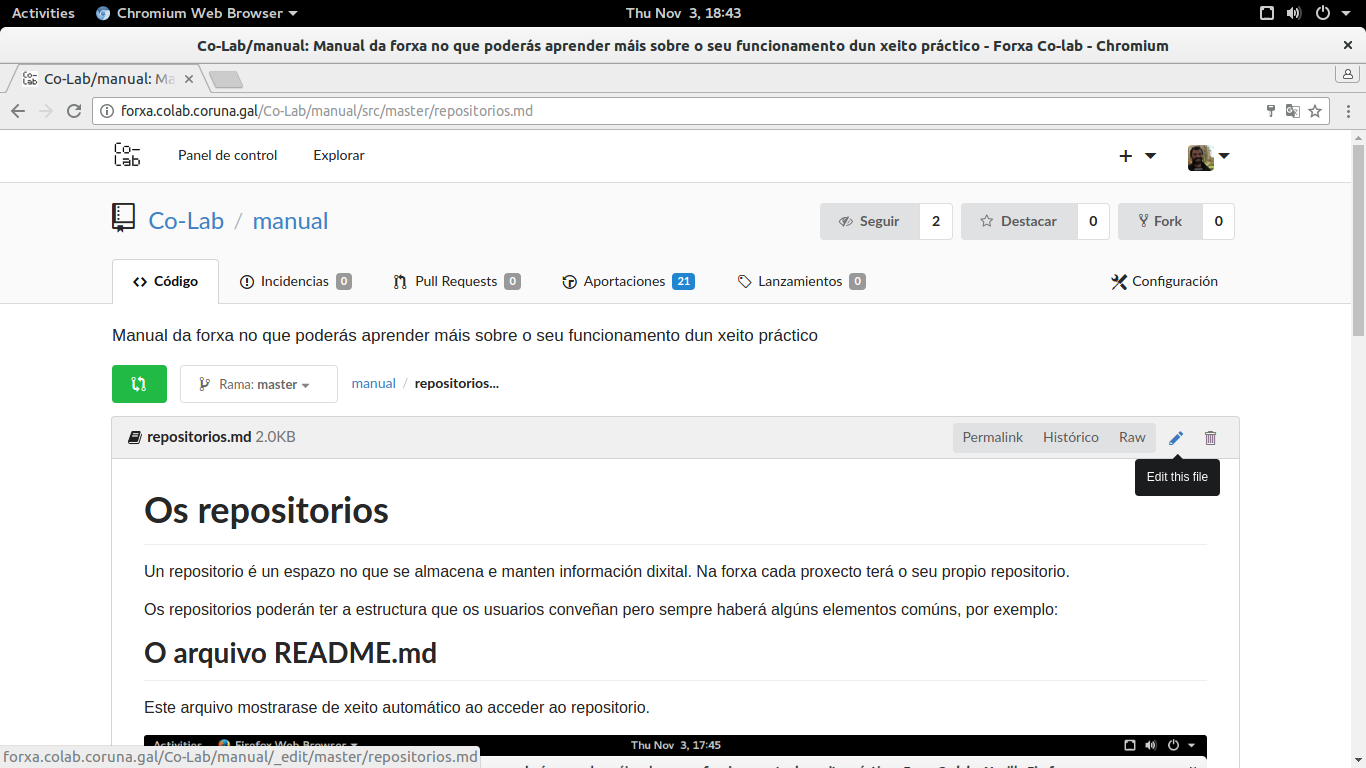 Activities Chromium Web Browser Thu Nov 3, 18:43
Co-Lab/manual: Manual da forxa no que poderás aprender máis sobre o seu funcionamento dun xeito práctico - Forxa Co-lab - Chromium
Co-Lab/manual: Ma
forxa.colab.coruna.gal/Co-Lab/manual/src/master/repositorios.md
Co-
Lab
Panel de control Explorar
Co-Lab / manual Seguir 2 Destacar 0 Fork 0
Código Incidencias 0 Pull Requests 0 Aportaciones 21 Lanzamientos 0 Configuración
Manual da forxa no que poderás aprender máis sobre o seu funcionamento dun xeito práctico
Rama: master manual / repositorios...
repositorios.md 2.0KB Permalink Histórico Raw
Edit this file
Os repositorios
Un repositorio é un espazo no que se almacena e manten información dixital. Na forxa cada proxecto terá o seu propio repositorio.
Os repositorios poderán ter a estructura que os usuarios conveñan pero sempre haberá algúns elementos comúns, por exemplo:
O arquivo README.md
Este arquivo mostrarase de xeito automático ao acceder ao repositorio.
Activities Firefox Web Browser Thu Nov 3, 17:45
forxa.colab.coruna.gal/Co-Lab/manual/_edit/master/repositorios.md